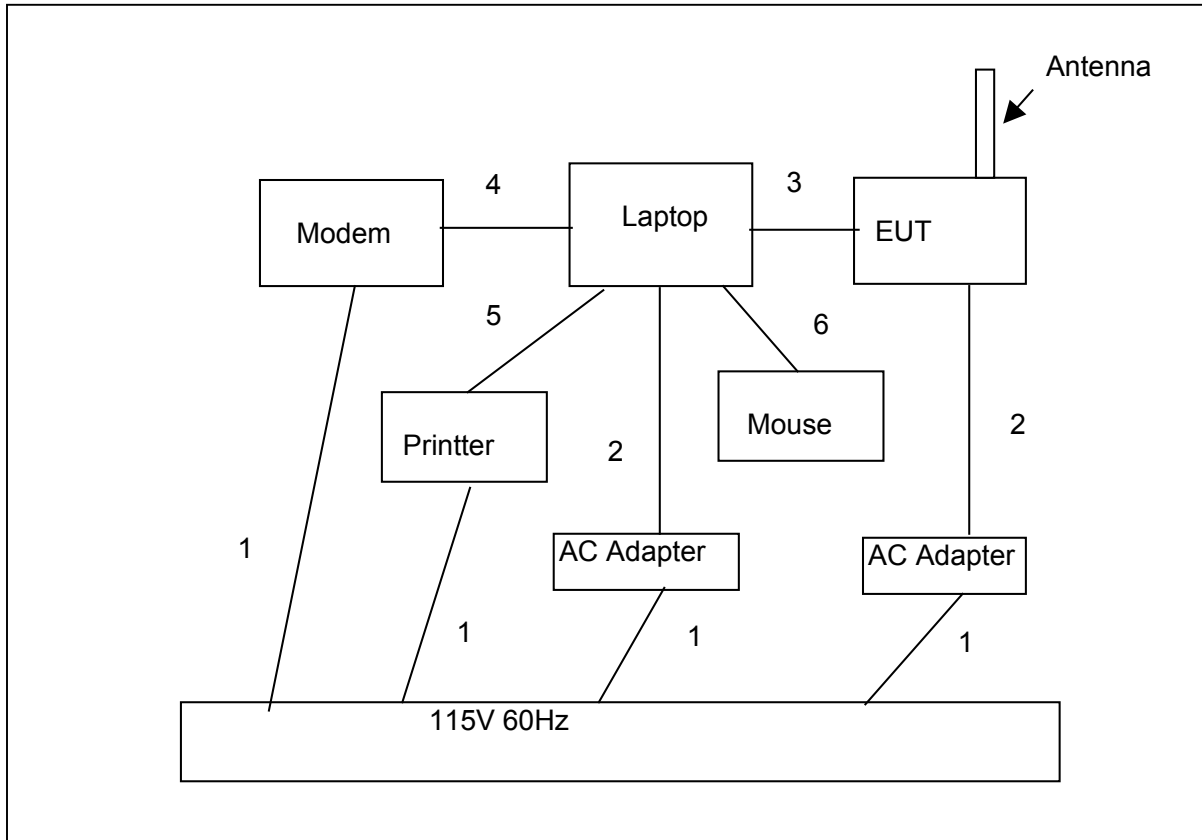 Antenna
4
3
Modem
Laptop
EUT
5
6
Printter
2
Mouse
2
1
AC Adapter
AC Adapter
1
1
1
115V 60Hz